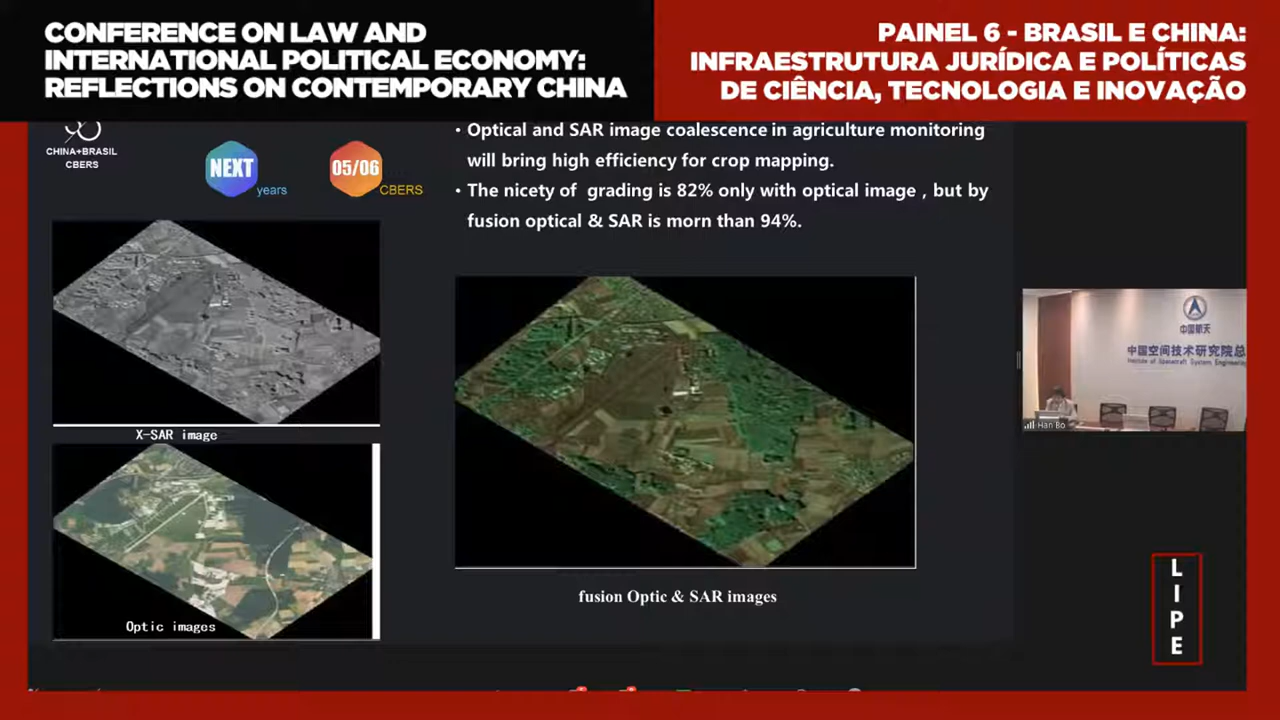 CONFERENCE ON LAW AND
INTERNATIONAL POLITICAL ECONOMY:
REFLECTIONS ON CONTEMPORARY CHINA
PAINEL 6 - BRASIL E CHINA:
INFRAESTRUTURA JURÍDICA E POLÍTICAS
DE CIÊNCIA, TECNOLOGIA E INOVAÇÃO
CHINA+BRASIL
CBERS
NEXT
years
05/06
CBERS
• Optical and SAR image coalescence in agriculture monitoring
will bring high efficiency for crop mapping.
• The nicety of grading is 82% only with optical image , but by
fusion optical & SAR is morn than 94%.
X-SAR image
Optic images
fusion Optic & SAR images
中国航天
中国空间技术研究院总
Institute of Spacecraft System Engineering
Han Bo
L
I
P
E